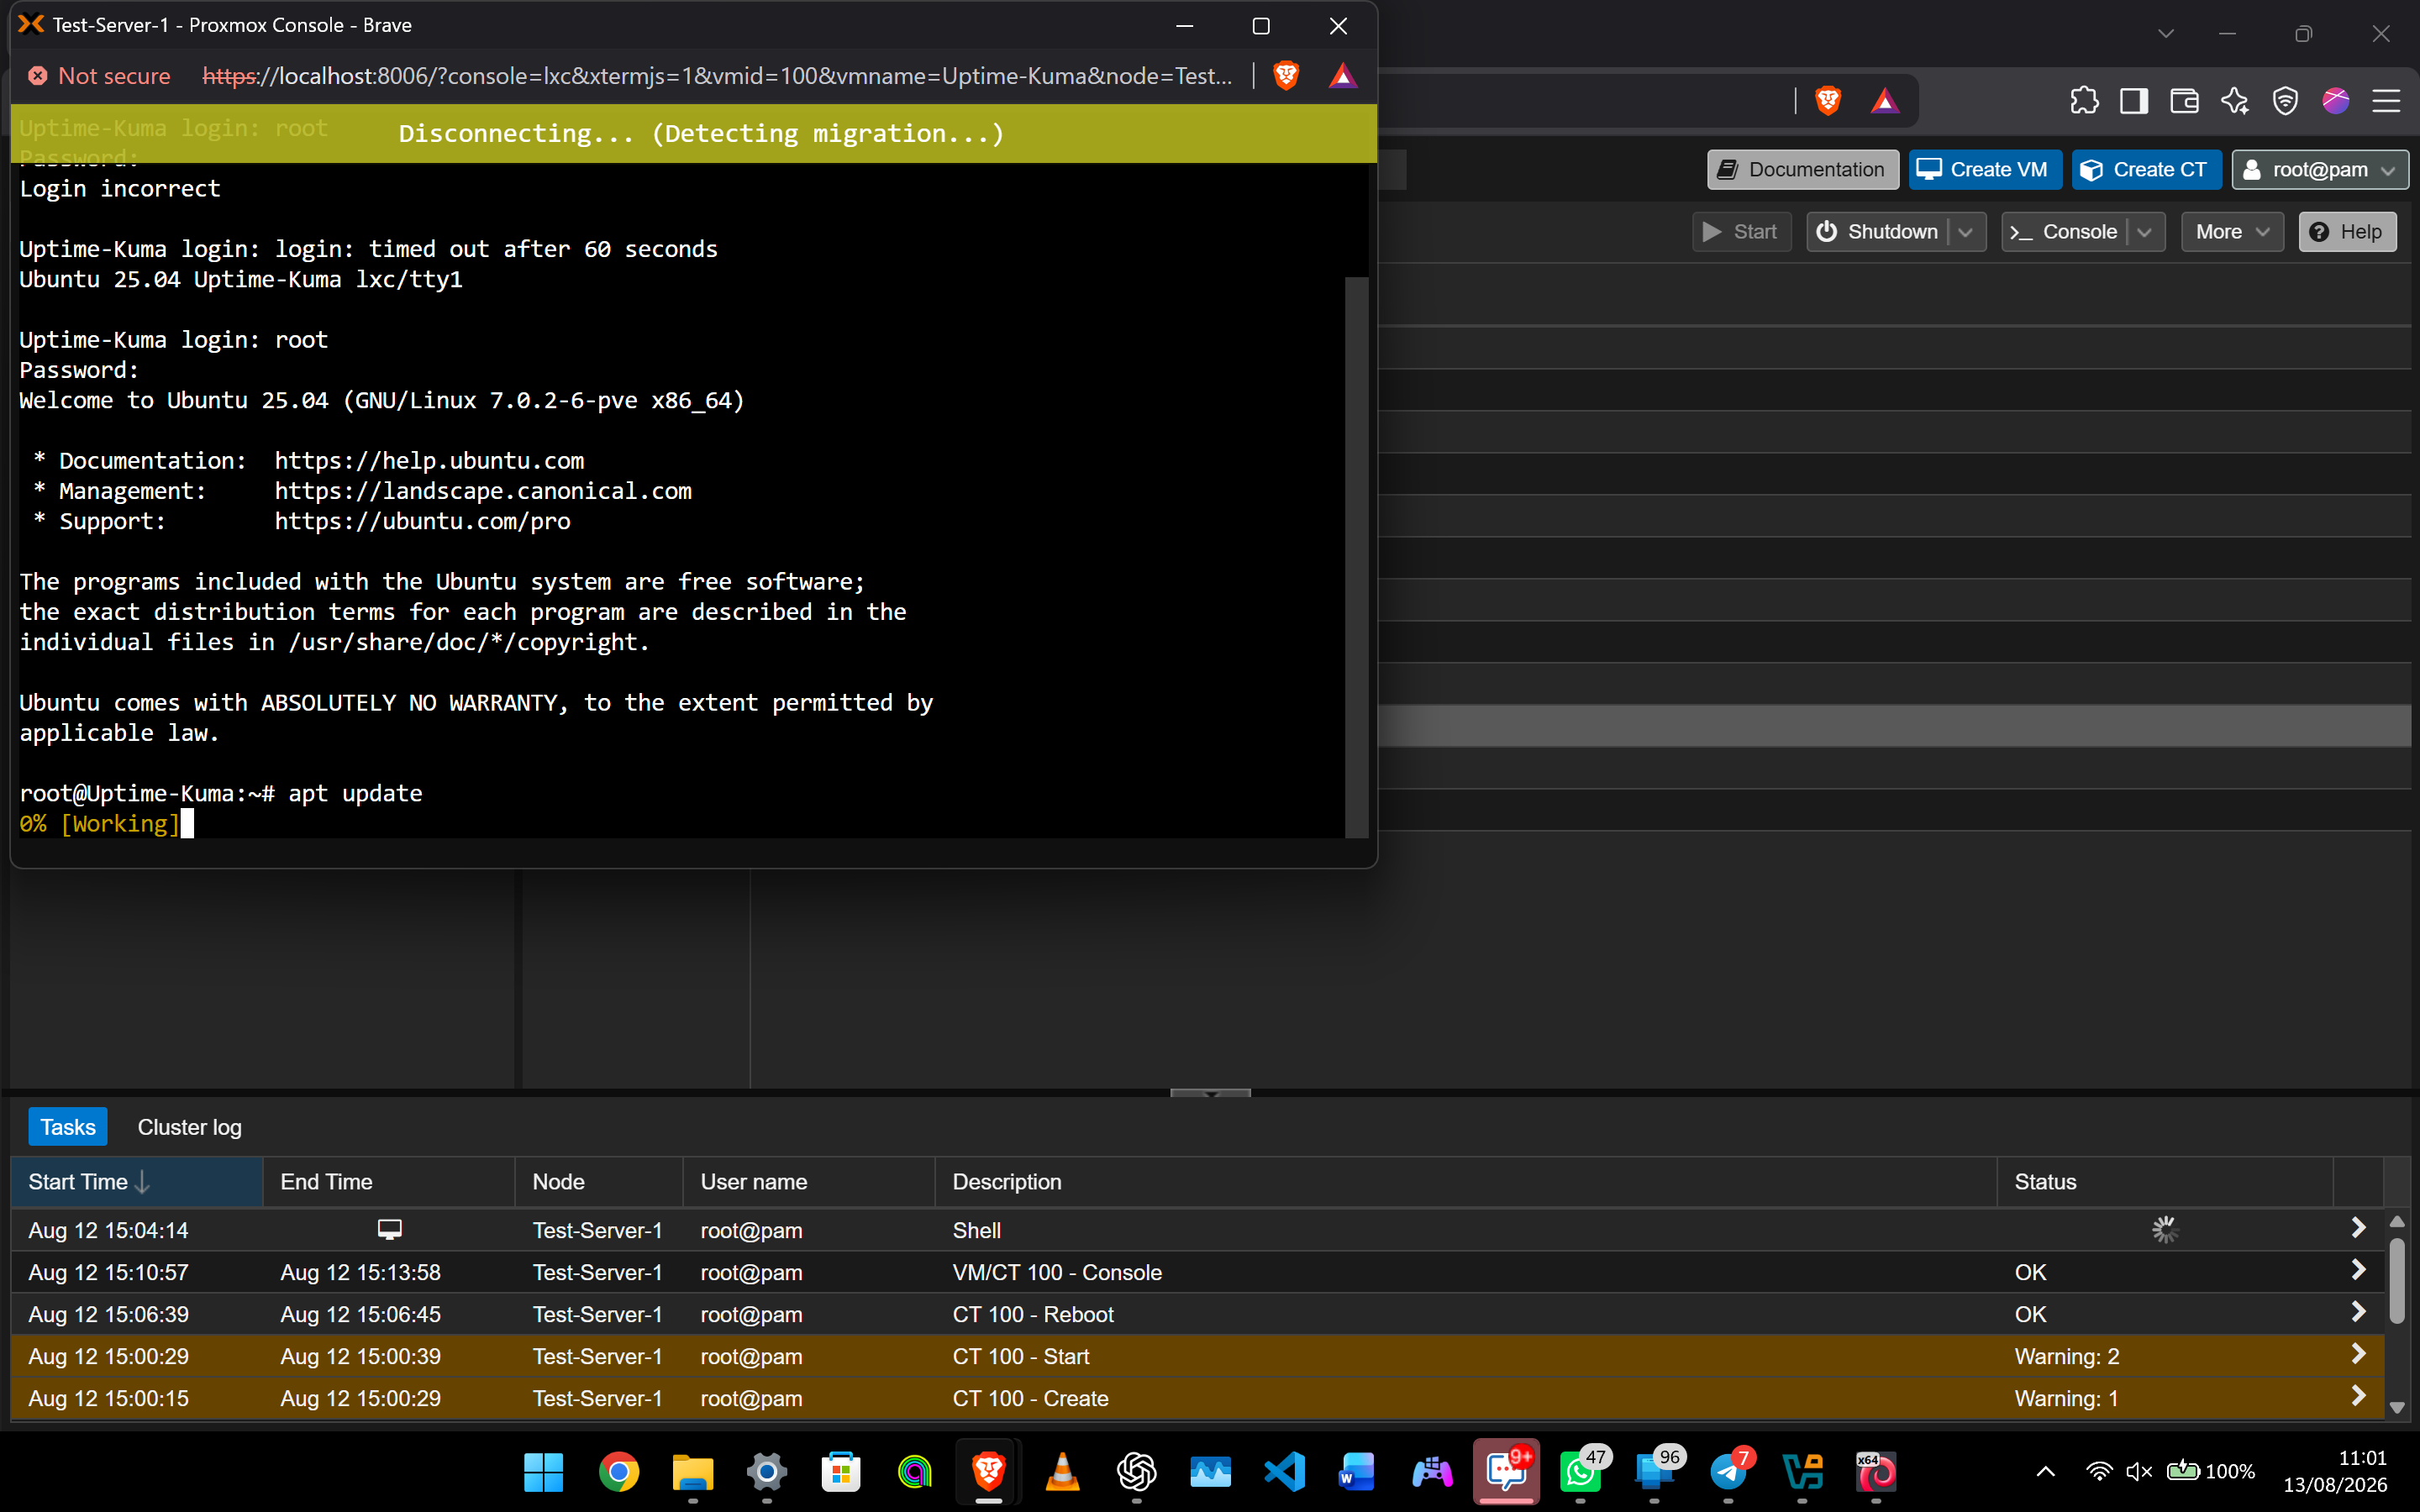 Test-Server-1 - Proxmox Console - Brave
Not secure https://localhost:8006/?console=lxc&xtermjs=1&vmid=100&vmname=Uptime-Kuma&node=Test...
Uptime-Kuma login: root
Disconnecting... (Detecting migration...)
Password:
Login incorrect
Uptime-Kuma login: login: timed out after 60 seconds
Ubuntu 25.04 Uptime-Kuma lxc/tty1
Uptime-Kuma login: root
Password:
Welcome to Ubuntu 25.04 (GNU/Linux 7.0.2-6-pve x86_64)
* Documentation: https://help.ubuntu.com
* Management: https://landscape.canonical.com
* Support: https://ubuntu.com/pro
The programs included with the Ubuntu system are free software;
the exact distribution terms for each program are described in the
individual files in /usr/share/doc/*/copyright.
Ubuntu comes with ABSOLUTELY NO WARRANTY, to the extent permitted by
applicable law.
root@Uptime-Kuma:~# apt update
0% [Working]
Documentation Create VM Create CT root@pam
Start Shutdown >_ Console More Help
Tasks Cluster log
Start Time End Time Node User name Description Status
Aug 12 15:04:14 Test-Server-1 root@pam Shell
Aug 12 15:10:57 Aug 12 15:13:58 Test-Server-1 root@pam VM/CT 100 - Console OK
Aug 12 15:06:39 Aug 12 15:06:45 Test-Server-1 root@pam CT 100 - Reboot OK
Aug 12 15:00:29 Aug 12 15:00:39 Test-Server-1 root@pam CT 100 - Start Warning: 2
Aug 12 15:00:15 Aug 12 15:00:29 Test-Server-1 root@pam CT 100 - Create Warning: 1
W 9+ 47 96 7 x64 100% 11:01
13/08/2026